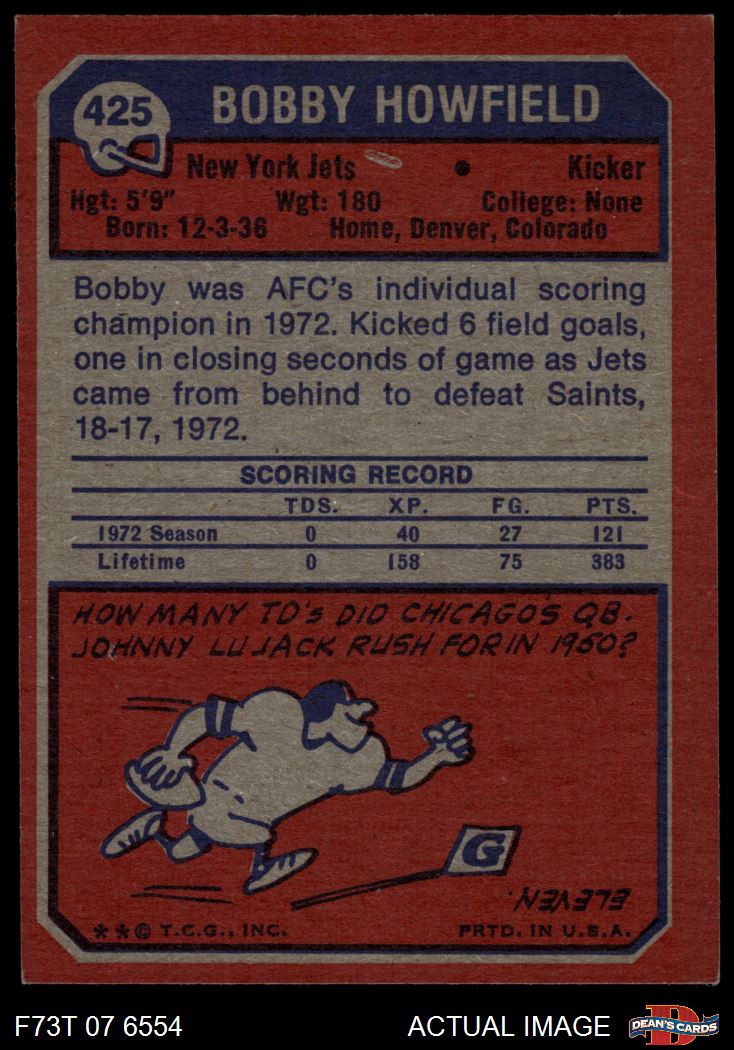 425
BOBBY HOWFIELD
New York Jets • Kicker
Hgt: 5'9" Wgt: 180 College: None
Born: 12-3-36 Home, Denver, Colorado
Bobby was AFC's individual scoring
champion in 1972. Kicked 6 field goals,
one in closing seconds of game as Jets
came from behind to defeat Saints,
18-17, 1972.
SCORING RECORD
TDS. XP. FG. PTS.
1972 Season 0 40 27 121
Lifetime 0 158 75 383
HOW MANY TD'S DID CHICAGO'S QB.
JOHNNY LUJACK RUSH FOR IN 1950?
G
ELEVEN.
**© T.C.G., INC. PRTD. IN U.S.A.
F73T 07 6554 ACTUAL IMAGE
D
DEAN'S CARDS